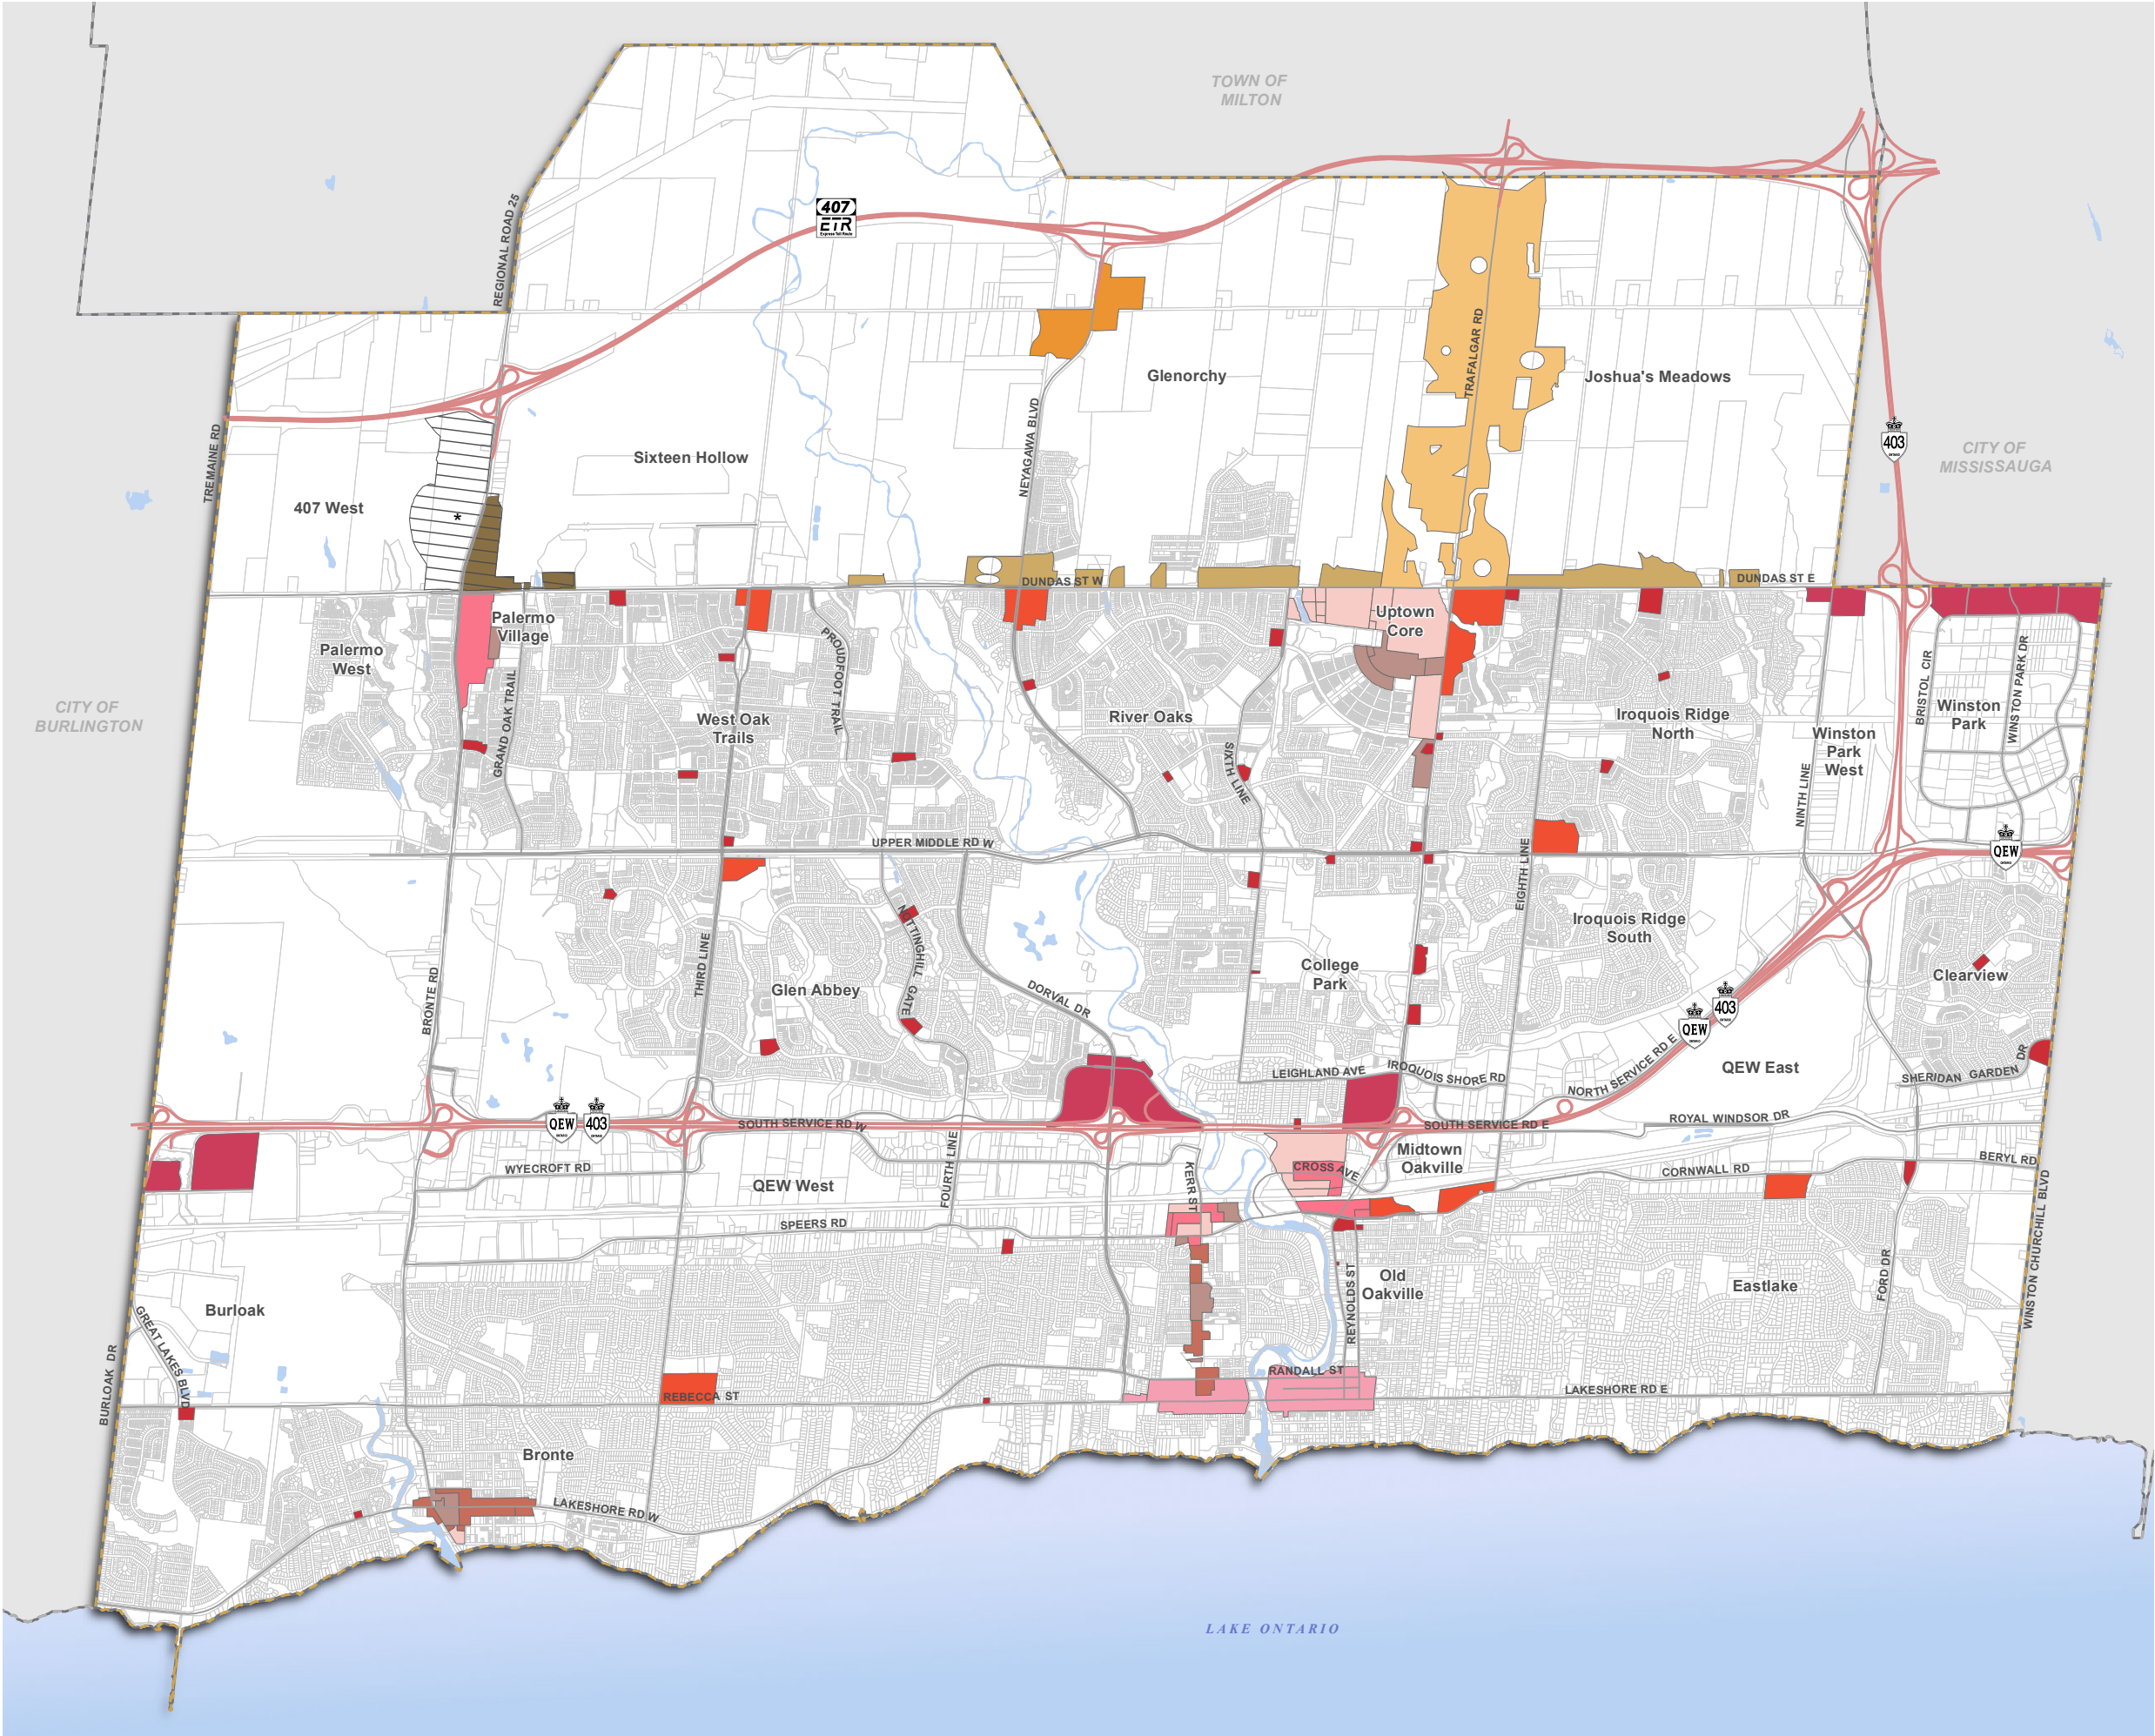 TOWN OF
MILTON
REGIONAL ROAD 25
407
ETR
Express Toll Route
Glenorchy
Joshua's Meadows
TRAFALGAR RD
NEYAGAWA BLVD
TREMAINE RD
Sixteen Hollow
403
CITY OF
MISSISSAUGA
407 West
*
DUNDAS ST W
DUNDAS ST E
Palermo
Village
Uptown
Core
Palermo
West
PROUDFOOT TRAIL
GRAND OAK TRAIL
West Oak
Trails
River Oaks
SIXTH LINE
Iroquois Ridge
North
Winston
Park
West
BRISTOL CIR
Winston
Park
WINSTON PARK DR
CITY OF
BURLINGTON
NINTH LINE
UPPER MIDDLE RD W
EIGHTH LINE
QEW
NOTTINGHILL GATE
Iroquois Ridge
South
BRONTE RD
THIRD LINE
Glen Abbey
DORVAL DR
College
Park
Clearview
403
QEW
NORTH SERVICE RD E
QEW East
LEIGHLAND AVE
IROQUOIS SHORE RD
SHERIDAN GARDEN DR
QEW
403
SOUTH SERVICE RD W
SOUTH SERVICE RD E
ROYAL WINDSOR DR
FOURTH LINE
WYECROFT RD
QEW West
KERR ST
CROSS AVE
Midtown
Oakville
CORNWALL RD
BERYL RD
SPEERS RD
WINSTON CHURCHILL BLVD
Burloak
GREAT LAKES BLVD
BURLOAK DR
REYNOLDS ST
Old
Oakville
Eastlake
FORD DR
RANDALL ST
REBECCA ST
LAKESHORE RD E
Bronte
LAKESHORE RD W
LAKE ONTARIO